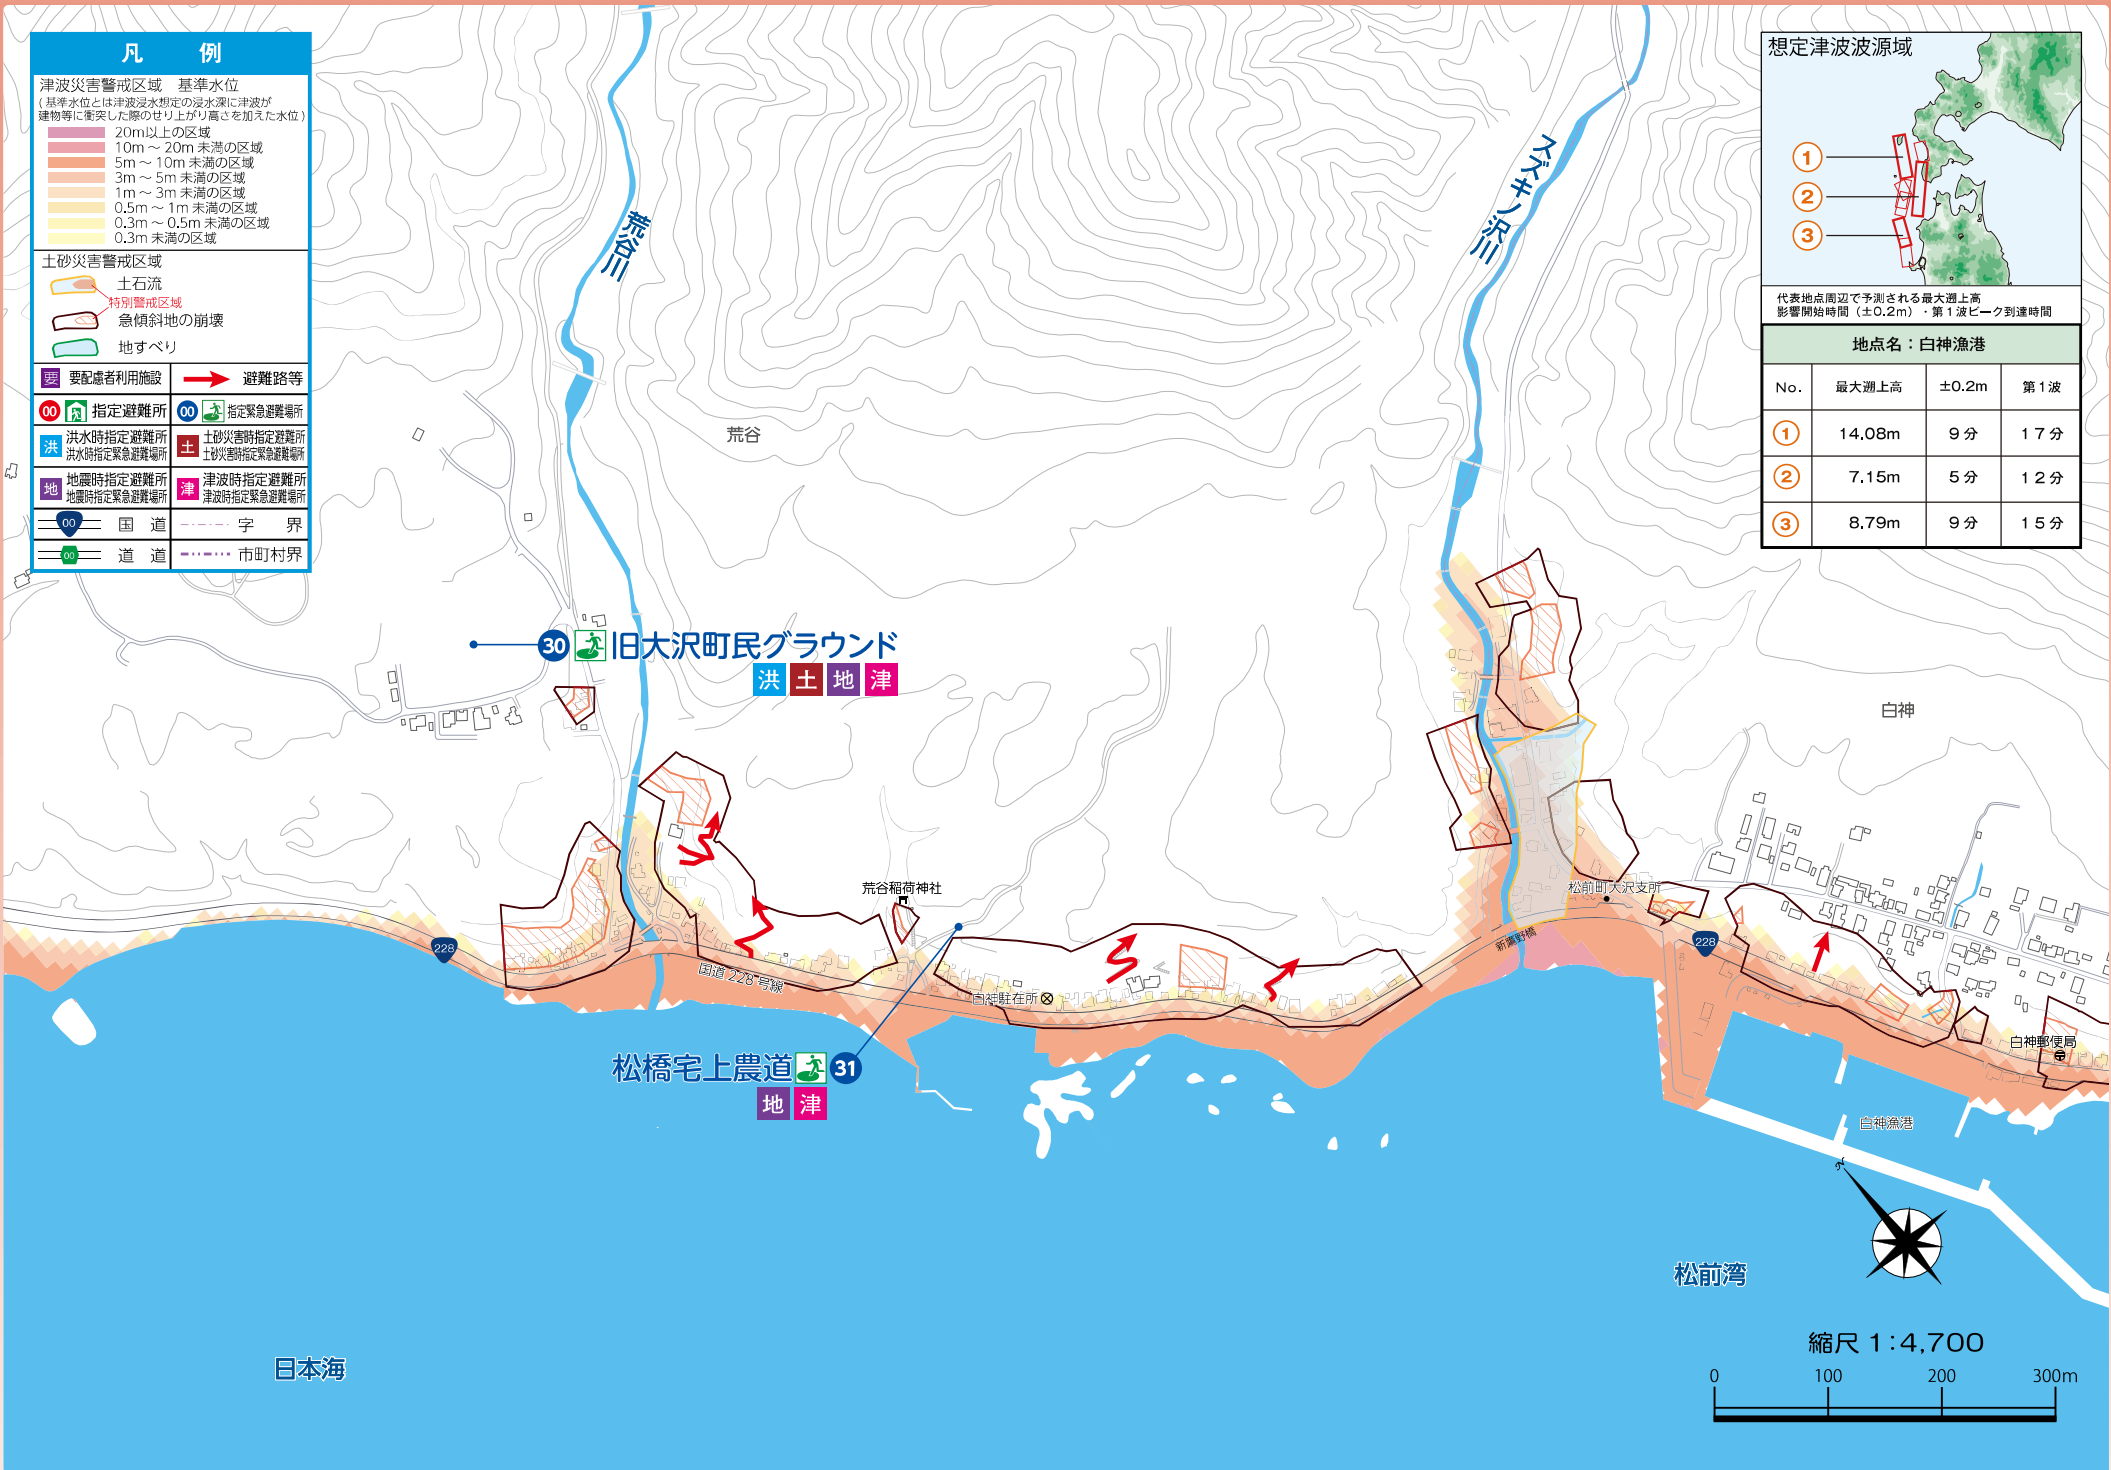 凡　例
津波災害警戒区域　基準水位
(基準水位とは津波浸水想定の浸水深に津波が
建物等に衝突した際のせり上がり高さを加えた水位)
20m以上の区域
10m～20m未満の区域
5m～10m未満の区域
3m～5m未満の区域
1m～3m未満の区域
0.5m～1m未満の区域
0.3m～0.5m未満の区域
0.3m未満の区域
土砂災害警戒区域
土石流
特別警戒区域
急傾斜地の崩壊
地すべり
要 要配慮者利用施設
避難路等
00 指定避難所
00 指定緊急避難場所
洪 洪水時指定避難所
洪水時指定緊急避難場所
土 土砂災害時指定避難所
土砂災害時指定緊急避難場所
地 地震時指定避難所
地震時指定緊急避難場所
津 津波時指定避難所
津波時指定緊急避難場所
00 国道
字界
00 道道
市町村界
荒谷川
スズキノ沢川
想定津波波源域
①
②
③
代表地点周辺で予測される最大遡上高
影響開始時間（±0.2m）・第1波ピーク到達時間
地点名：白神漁港
No. 最大遡上高 ±0.2m 第1波
① 14.08m 9分 17分
② 7.15m 5分 12分
③ 8.79m 9分 15分
荒谷
30 旧大沢町民グラウンド
洪 土 地 津
白神
荒谷稲荷神社
松前町大沢支所
228
新鷹野橋
228
国道228号線
白神駐在所
白神郵便局
松橋宅上農道 31
地 津
白神漁港
N
松前湾
日本海
縮尺 1:4,700
0 100 200 300m